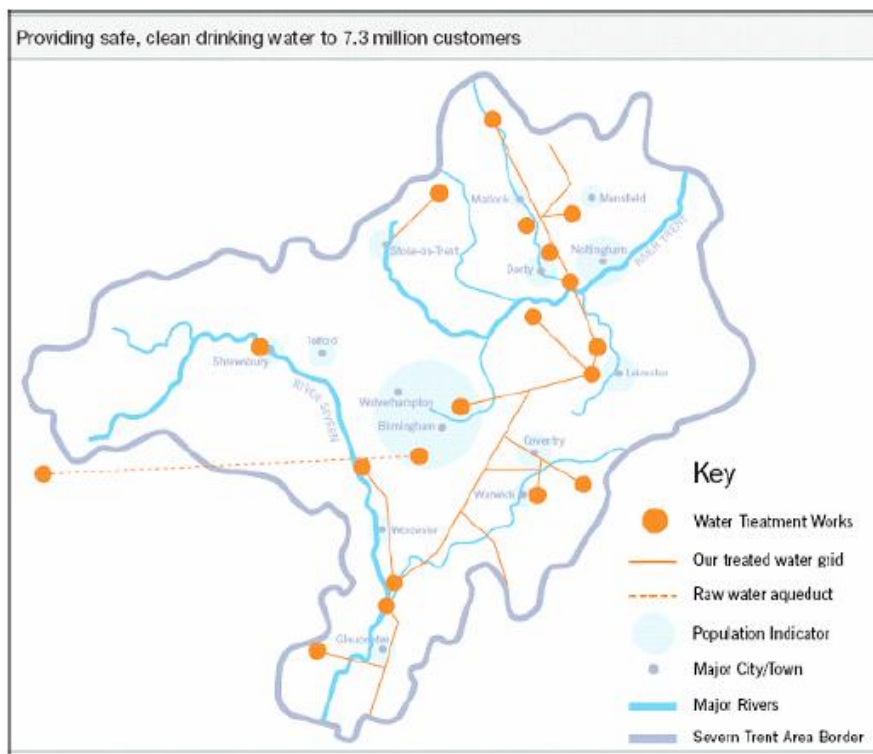 Providing safe, clean drinking water to 7.3 million customers
Matlock
Mansfield
Stoke-on-Trent
Nottingham
RIVER TRENT
Derby
Telford
Shrewsbury
Leicester
RIVER SEVERN
Wolverhampton
Birmingham
Coventry
Warwick
Worcester
Gloucester
Key
Water Treatment Works
Our treated water grid
Raw water aqueduct
Population Indicator
Major City/Town
Major Rivers
Severn Trent Area Border